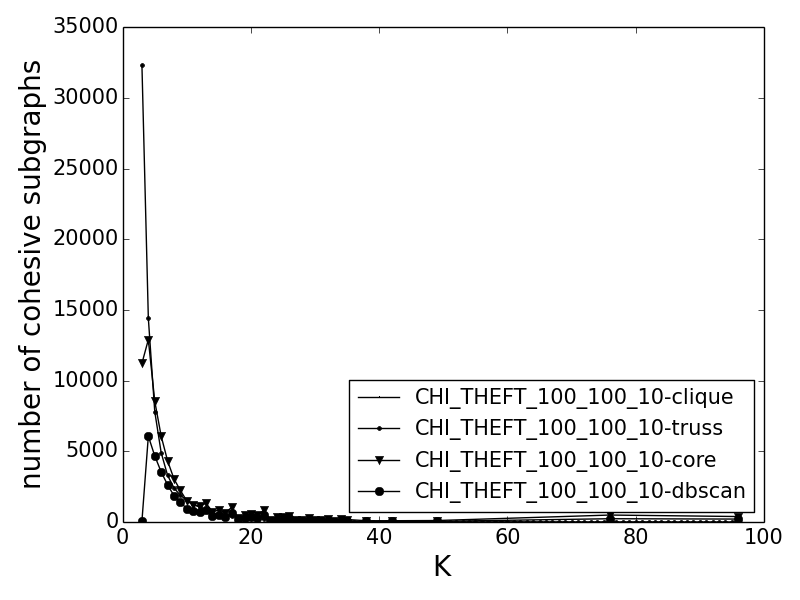 35000
30000
25000
20000
15000
10000
5000
0
number of cohesive subgraphs
CHI_THEFT_100_100_10-clique
CHI_THEFT_100_100_10-truss
CHI_THEFT_100_100_10-core
CHI_THEFT_100_100_10-dbscan
0 20 40 60 80 100
K